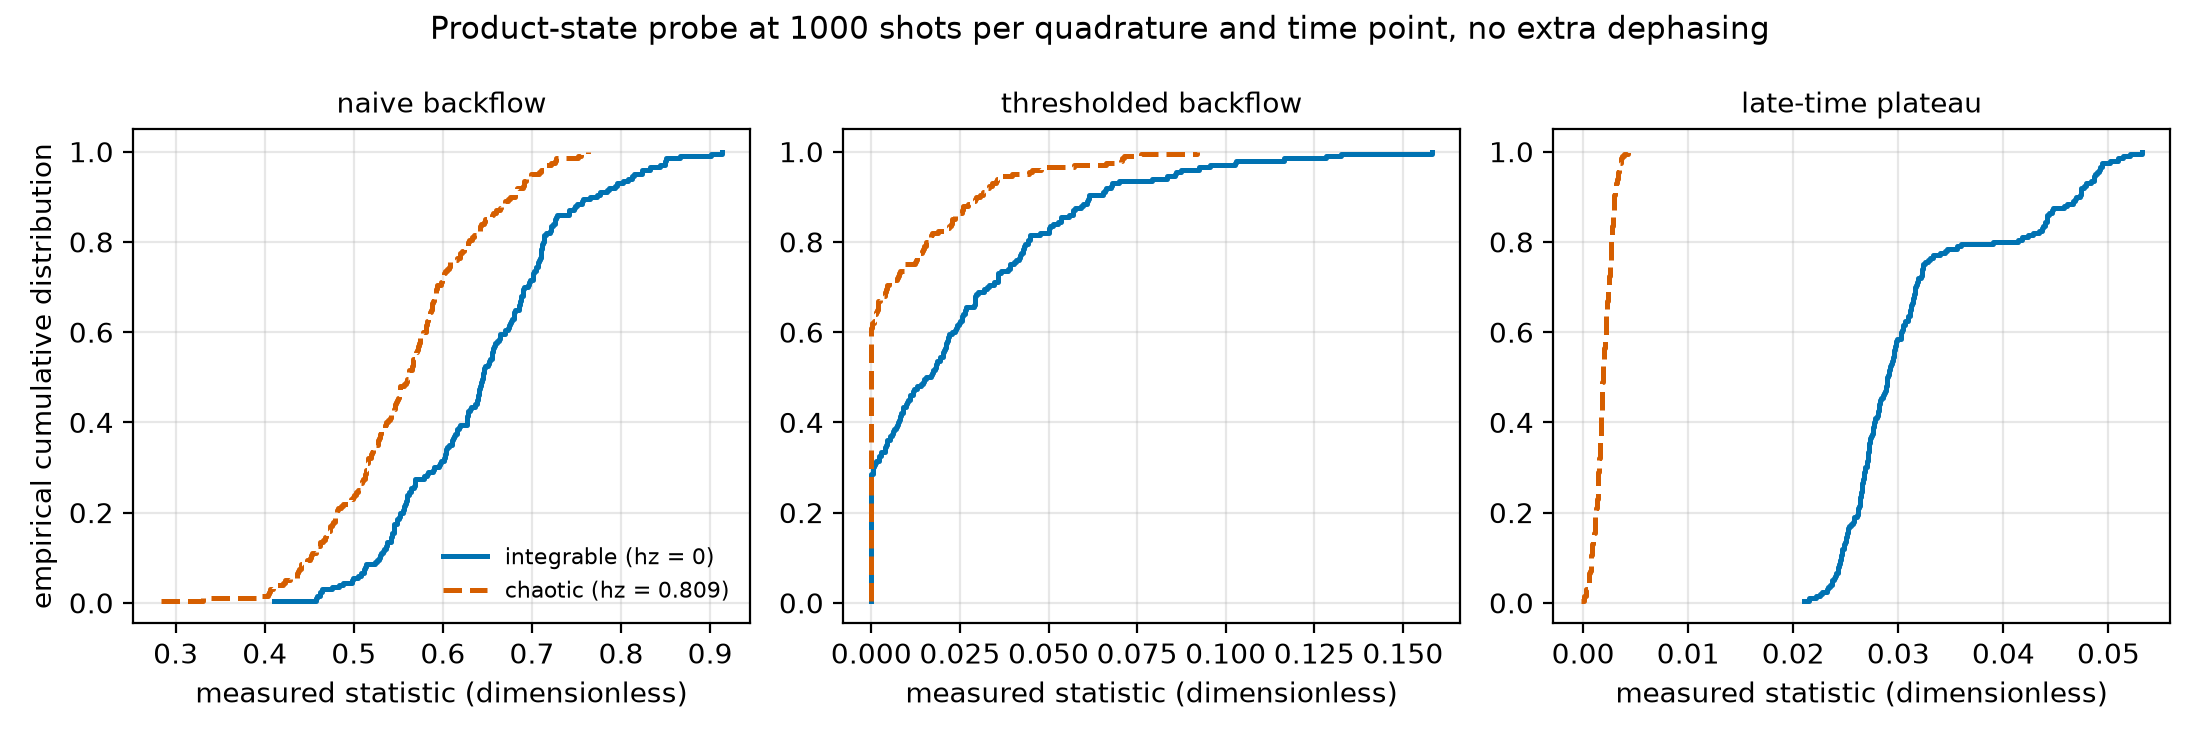 Product-state probe at 1000 shots per quadrature and time point, no extra dephasing
naive backflow
empirical cumulative distribution
1.0
0.8
0.6
0.4
0.2
0.0
integrable (hz = 0)
chaotic (hz = 0.809)
0.3 0.4 0.5 0.6 0.7 0.8 0.9
measured statistic (dimensionless)
thresholded backflow
1.0
0.8
0.6
0.4
0.2
0.0
0.000 0.025 0.050 0.075 0.100 0.125 0.150
measured statistic (dimensionless)
late-time plateau
1.0
0.8
0.6
0.4
0.2
0.0
0.00 0.01 0.02 0.03 0.04 0.05
measured statistic (dimensionless)